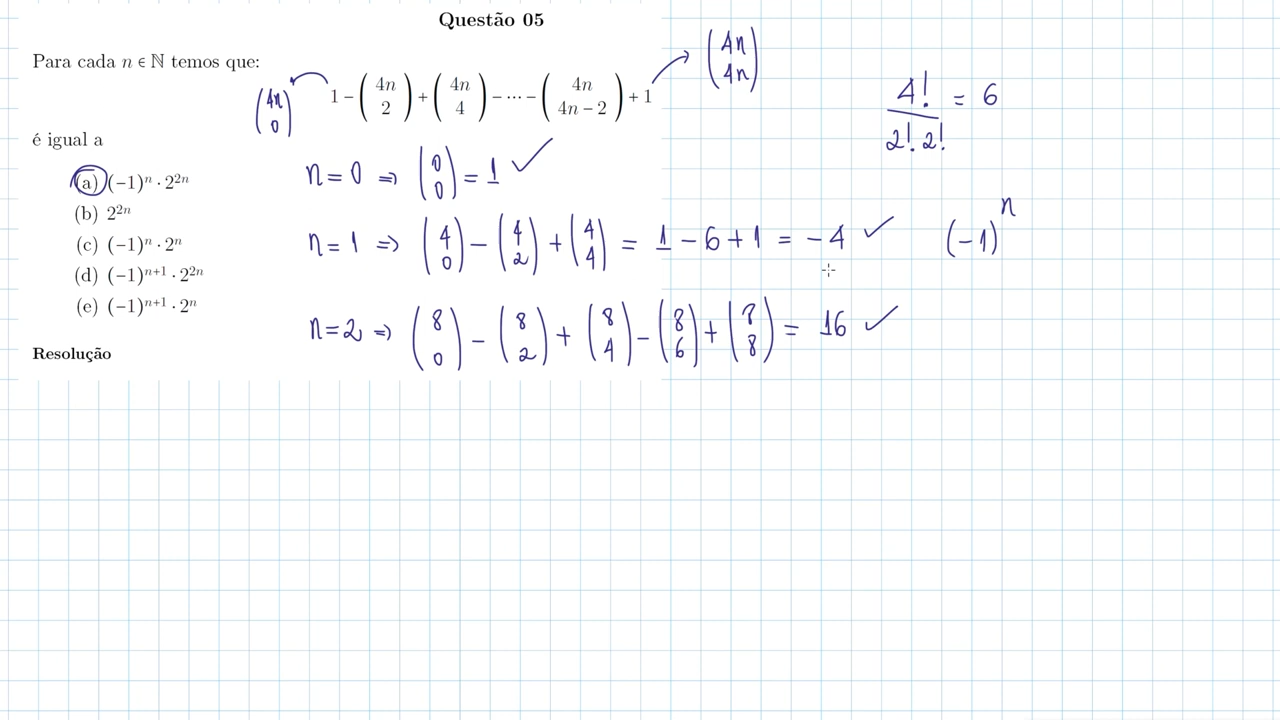 Questão 05
Para cada n ∈ ℕ temos que:
(4n 0) 1 − (4n 2) + (4n 4) − ⋯ − (4n 4n − 2) + 1 (4n 4n)
é igual a
(a) (−1)^n · 2^{2n}
(b) 2^{2n}
(c) (−1)^n · 2^n
(d) (−1)^{n+1} · 2^{2n}
(e) (−1)^{n+1} · 2^n
Resolução
n=0 ⇒ (0 0) = 1 ✓
n=1 ⇒ (4 0) − (4 2) + (4 4) = 1 − 6 + 1 = −4 ✓
n=2 ⇒ (8 0) − (8 2) + (8 4) − (8 6) + (8 8) = 16 ✓
4!/2!2! = 6
(−1)^n